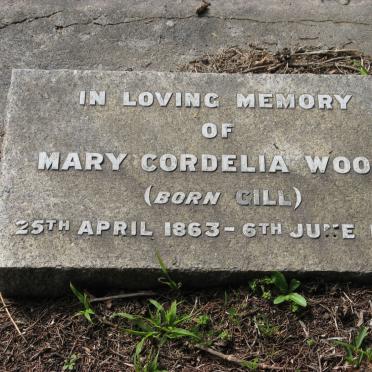 IN LOVING MEMORY
OF
MARY CORDELIA WOO
(BORN GILL)
25TH APRIL 1863 - 6TH JUNE